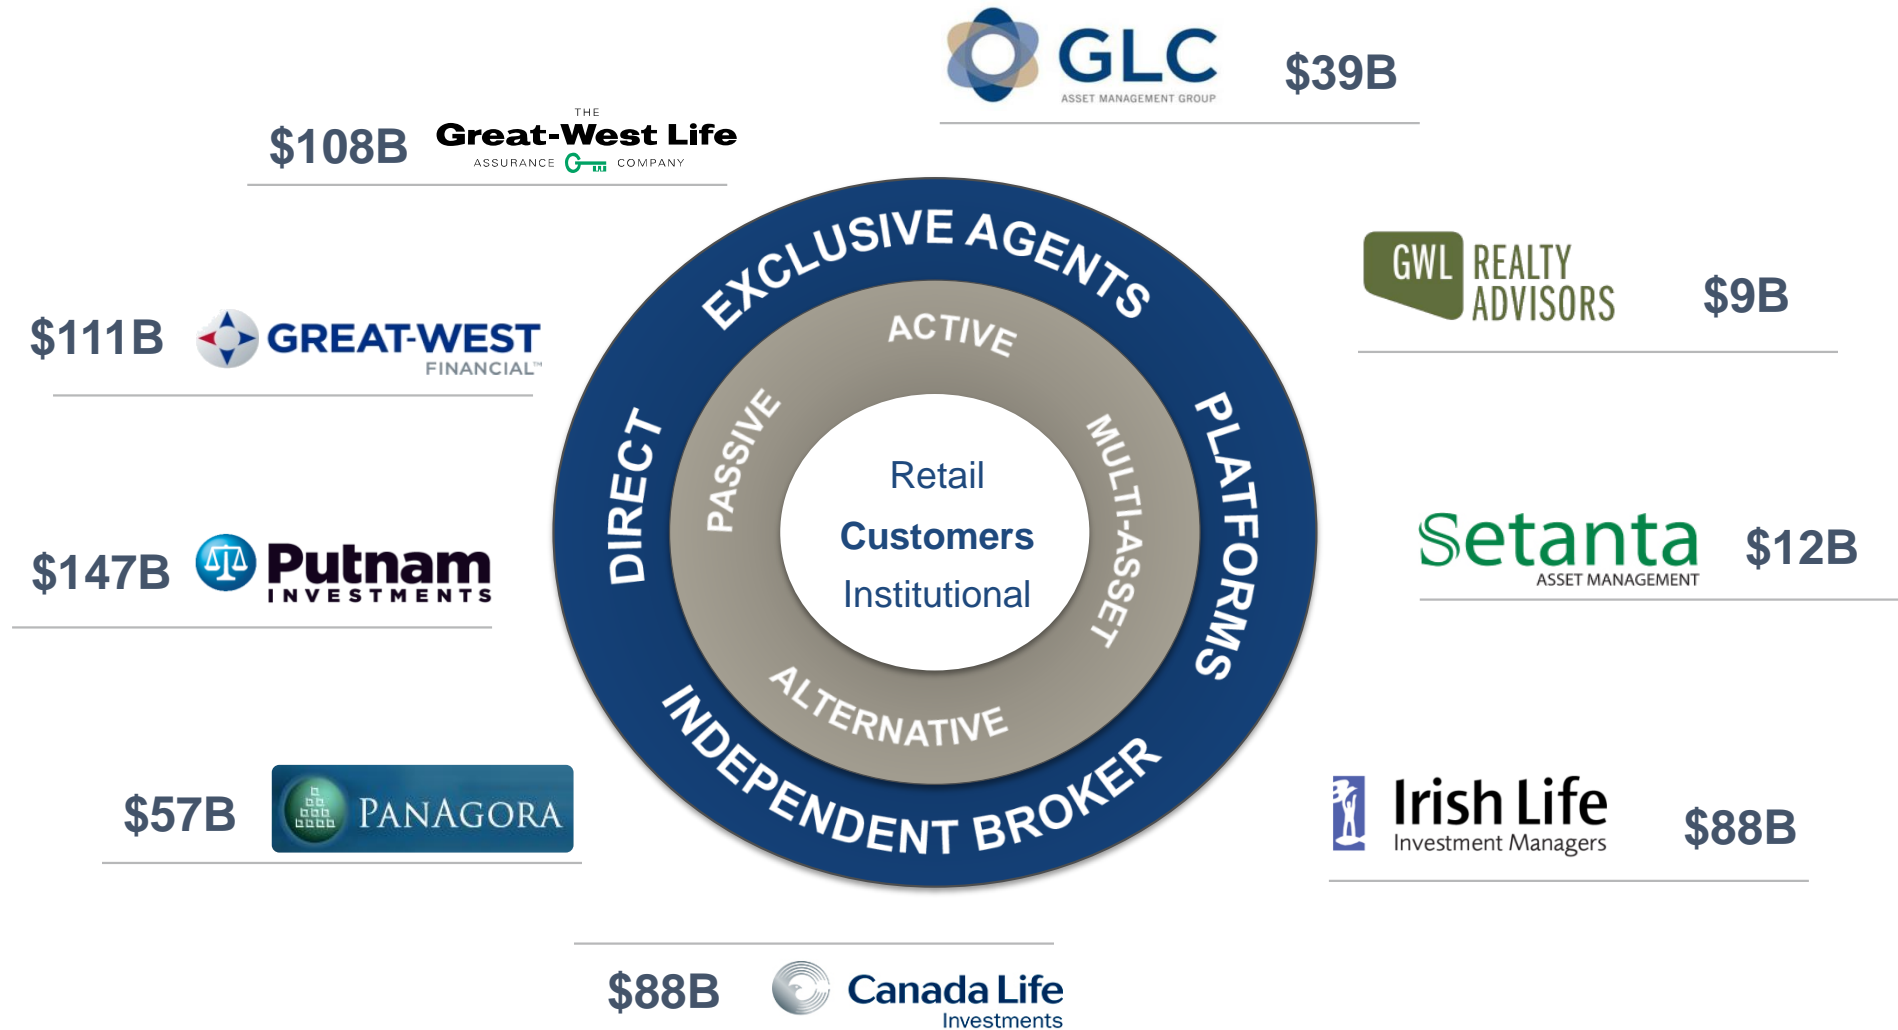 GLC
ASSET MANAGEMENT GROUP
$39B
$108B
THE
Great-West Life
ASSURANCE COMPANY
GWL REALTY
ADVISORS
$9B
$111B
GREAT-WEST
FINANCIAL™
EXCLUSIVE AGENTS
PLATFORMS
INDEPENDENT BROKER
DIRECT
ACTIVE
MULTI-ASSET
ALTERNATIVE
PASSIVE
Retail
Customers
Institutional
$147B
Putnam
INVESTMENTS
Setanta
ASSET MANAGEMENT
$12B
$57B
PANAGORA
Irish Life
Investment Managers
$88B
$88B
Canada Life
Investments